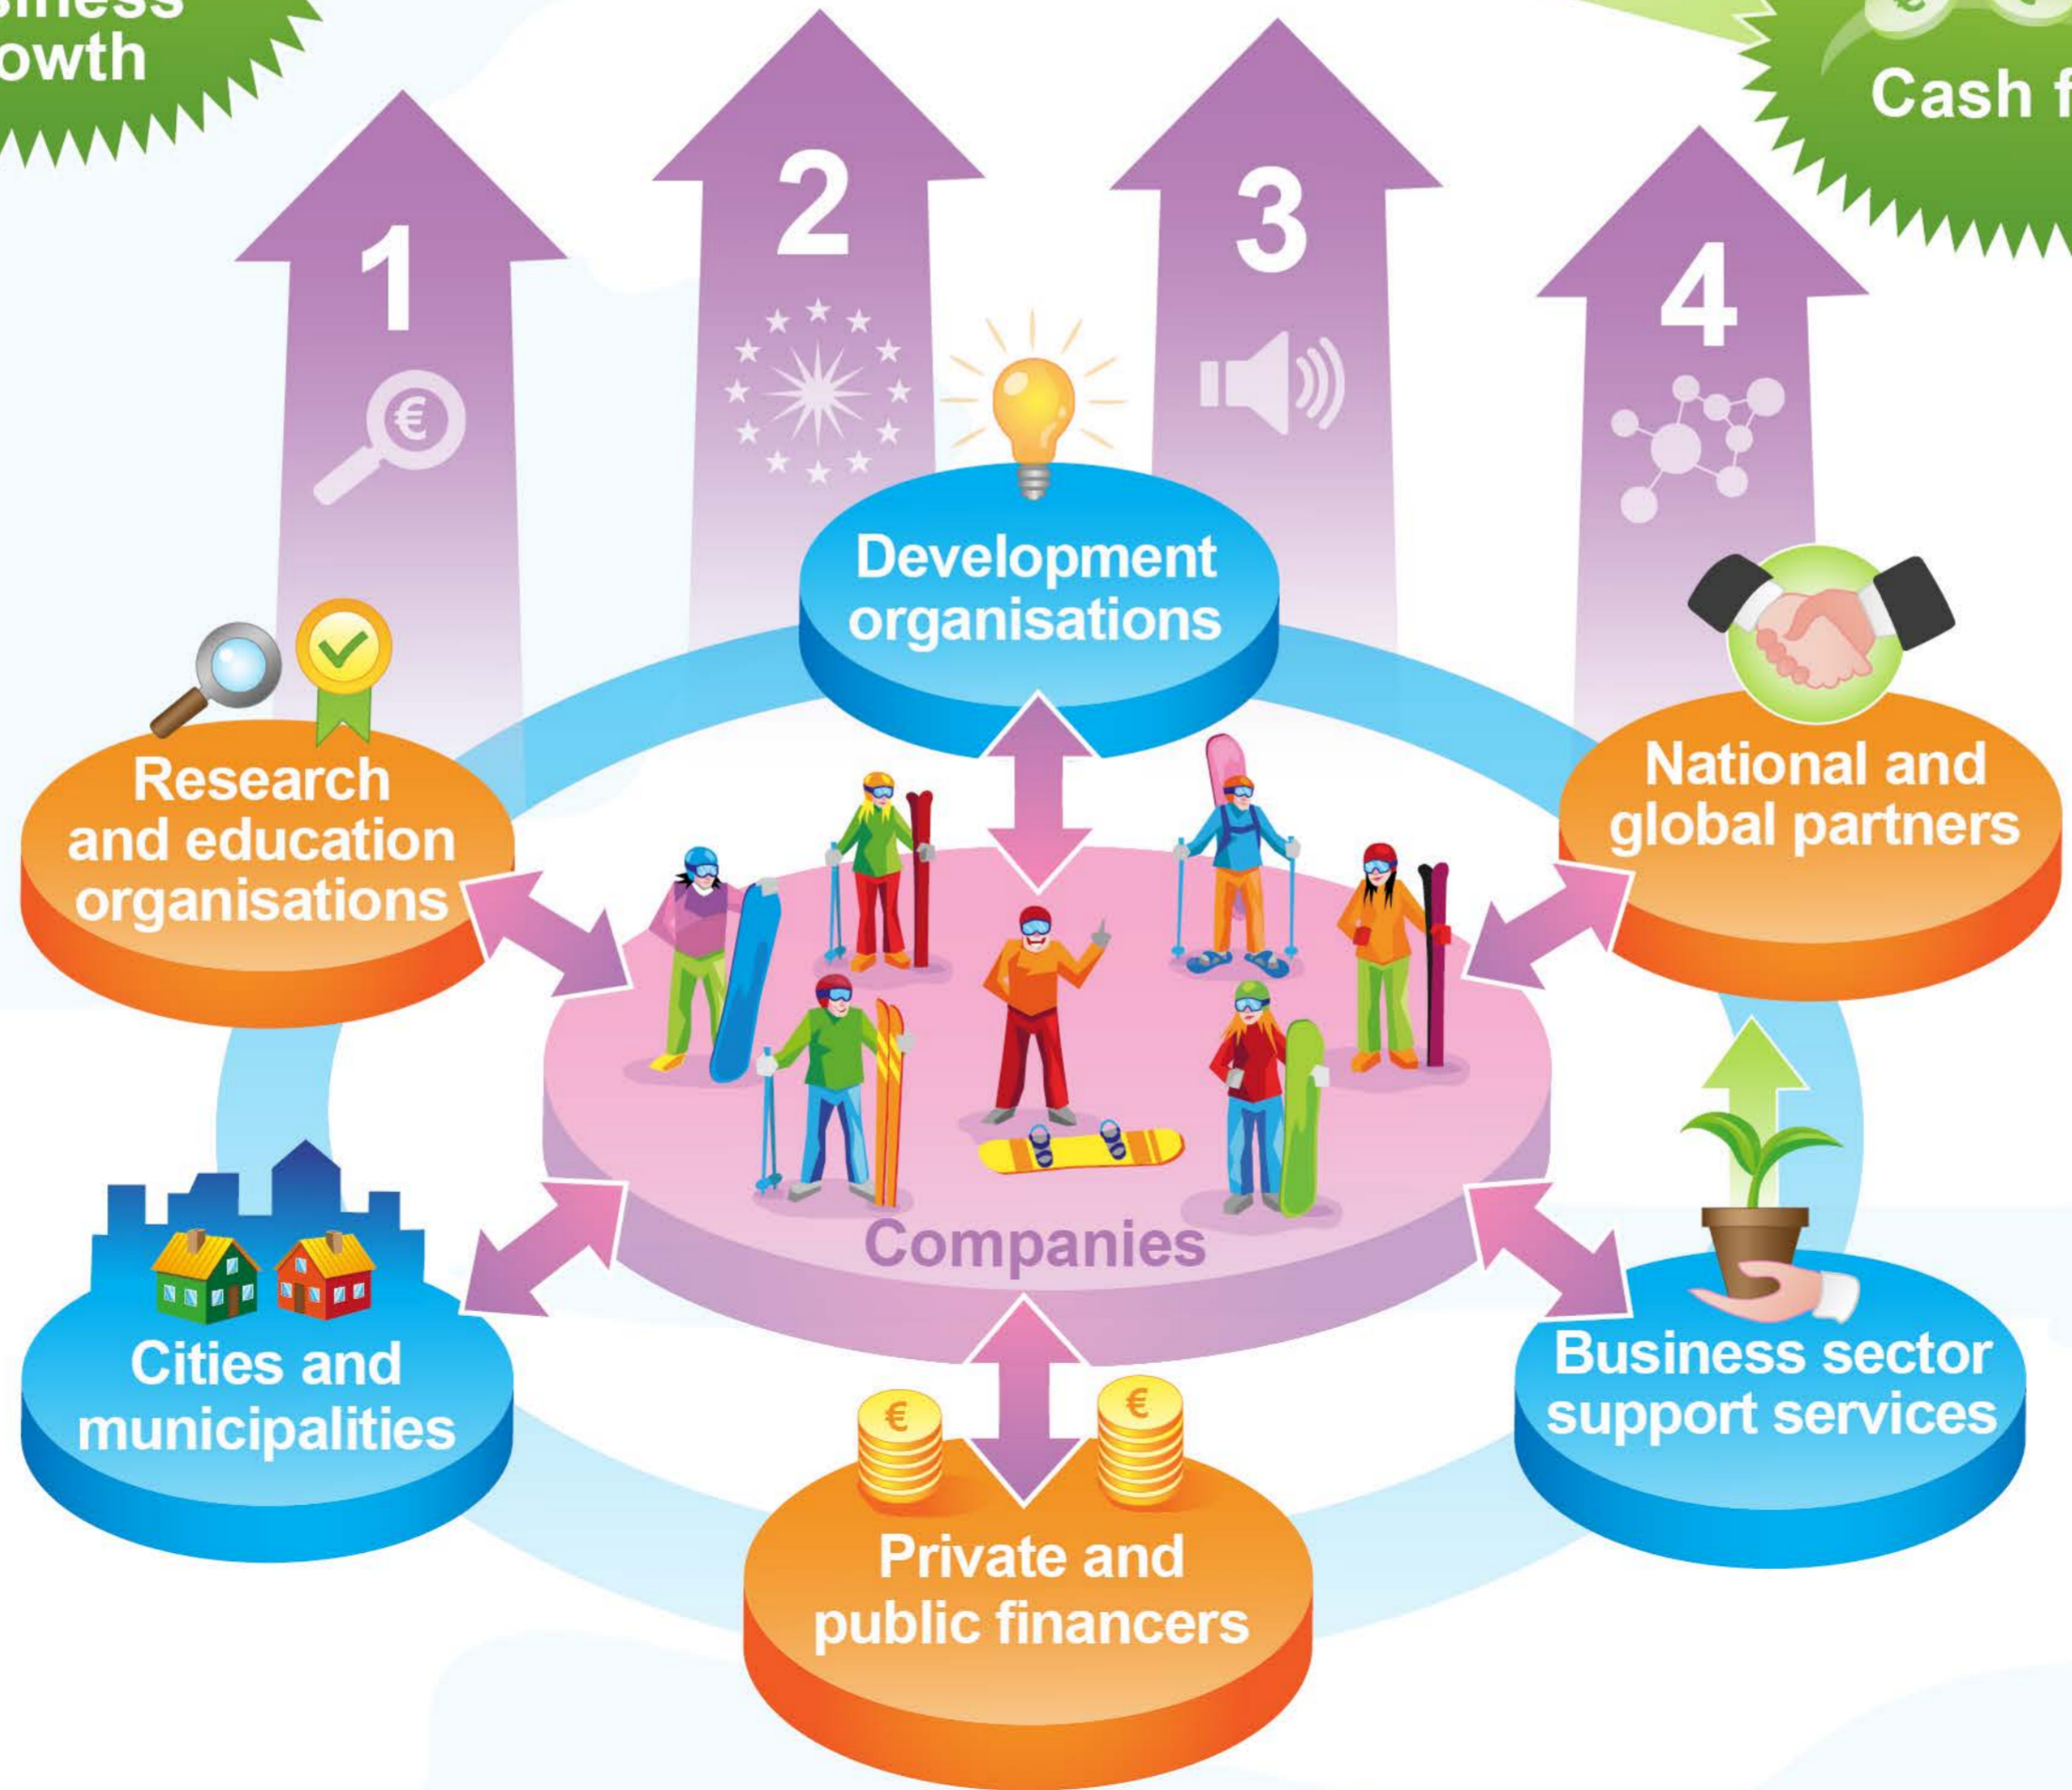 owth
Cash
1
2
3
4
€
Development
organisations
Research
and education
organisations
National and
global partners
Companies
Cities and
municipalities
Business sector
support services
€
€
Private and
public financers